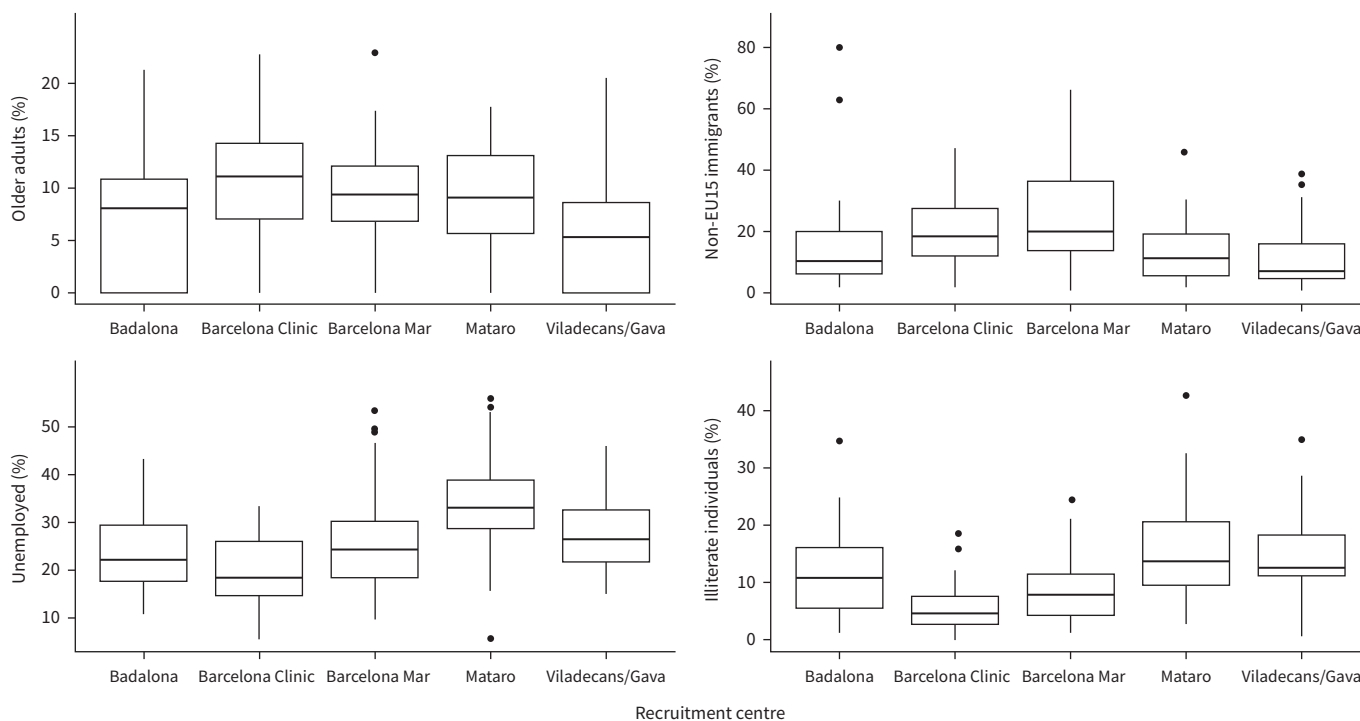 Older adults (%)
20
15
10
5
0
Badalona
Barcelona Clinic
Barcelona Mar
Mataro
Viladecans/Gava
Non-EU15 immigrants (%)
80
60
40
20
0
Badalona
Barcelona Clinic
Barcelona Mar
Mataro
Viladecans/Gava
Unemployed (%)
50
40
30
20
10
Badalona
Barcelona Clinic
Barcelona Mar
Mataro
Viladecans/Gava
Illiterate individuals (%)
40
30
20
10
0
Badalona
Barcelona Clinic
Barcelona Mar
Mataro
Viladecans/Gava
Recruitment centre